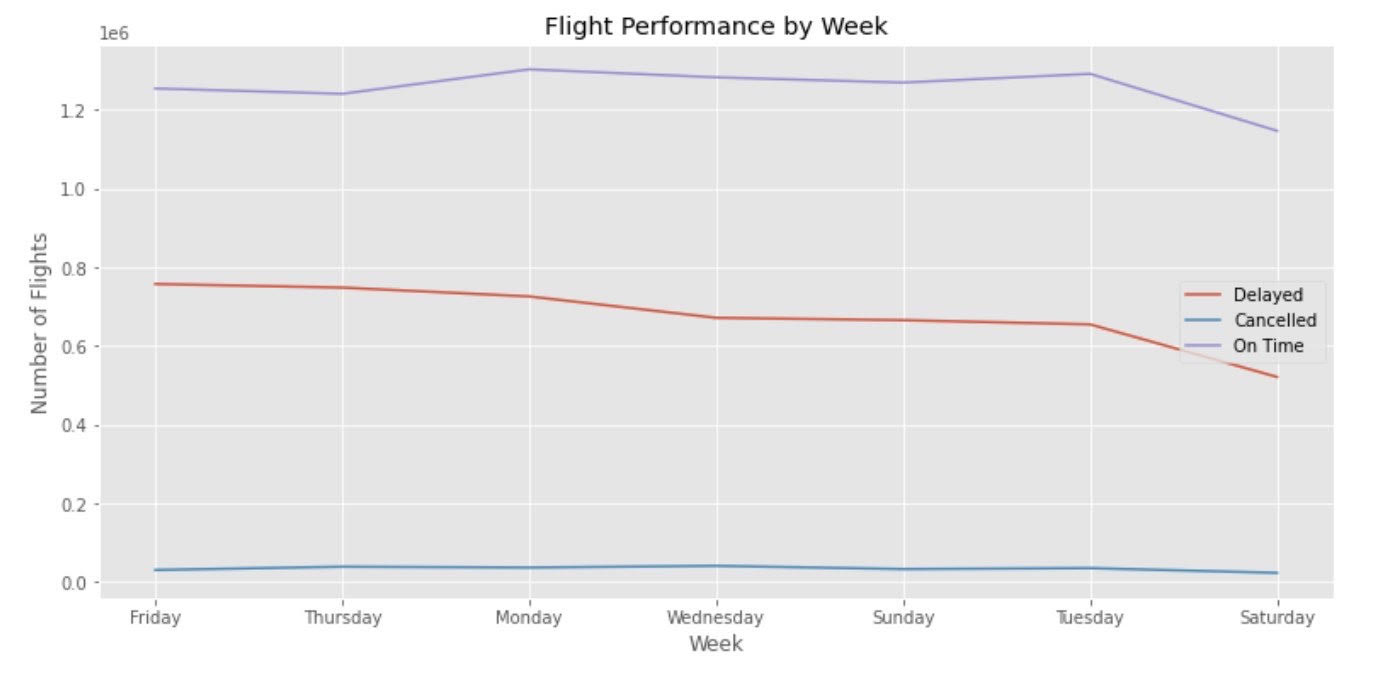 Flight Performance by Week
1e6
1.2
1.0
0.8
0.6
0.4
0.2
0.0
Number of Flights
Delayed
Cancelled
On Time
Friday Thursday Monday Wednesday Sunday Tuesday Saturday
Week